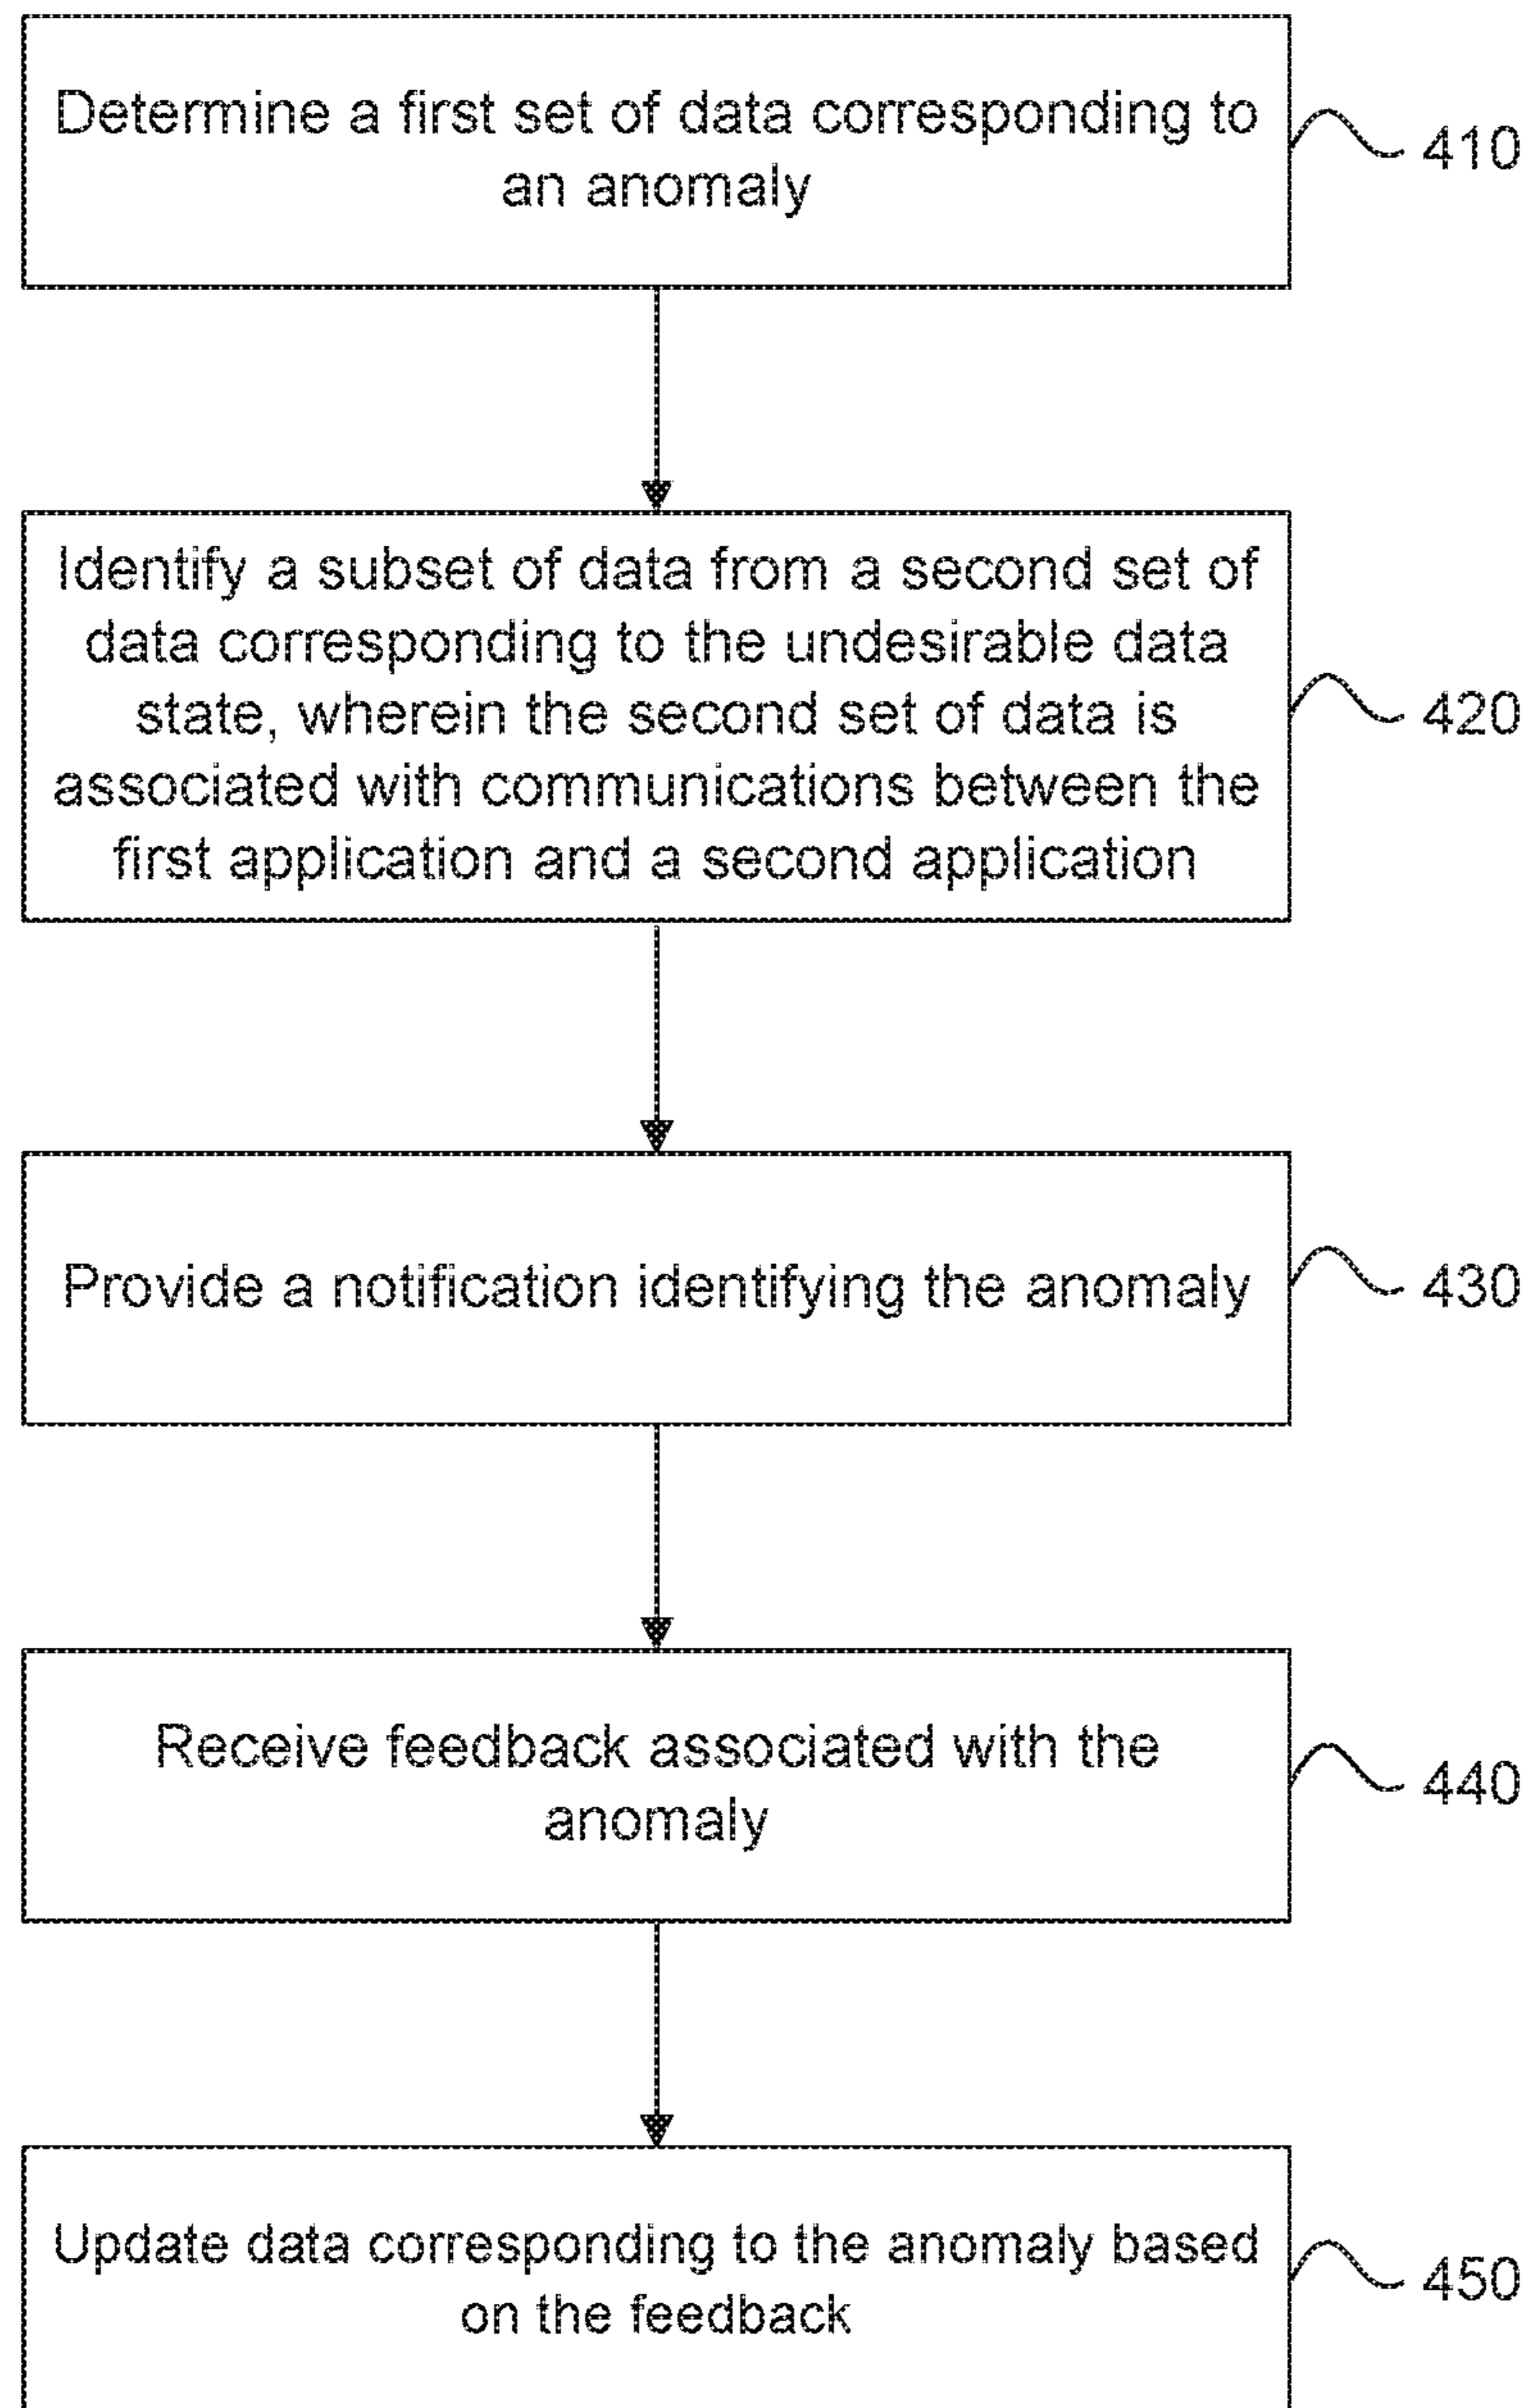 Determine a first set of data corresponding to
an anomaly
410
Identify a subset of data from a second set of
data corresponding to the undesirable data
state, wherein the second set of data is
associated with communications between the
first application and a second application
420
Provide a notification identifying the anomaly
430
Receive feedback associated with the
anomaly
440
Update data corresponding to the anomaly based
on the feedback
450